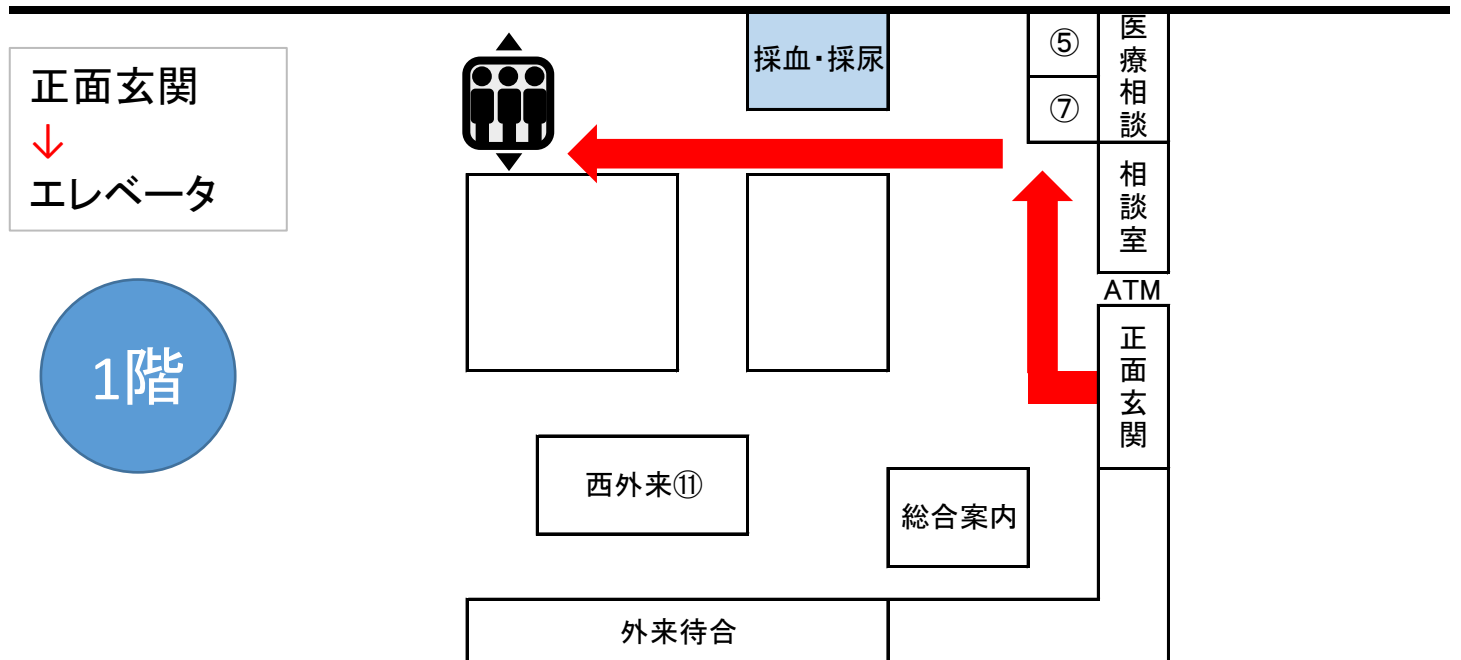 正面玄関
↓
エレベータ
1階
採血・採尿
⑤
⑦
医療相談
相談室
ATM
正面玄関
西外来⑪
総合案内
外来待合